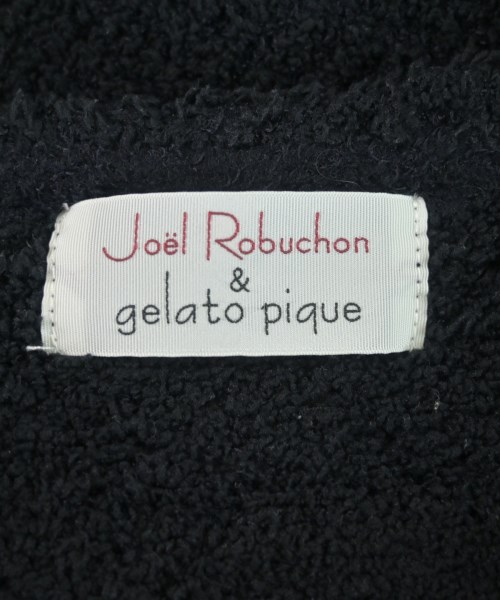 Joël Robuchon
&
gelato pique